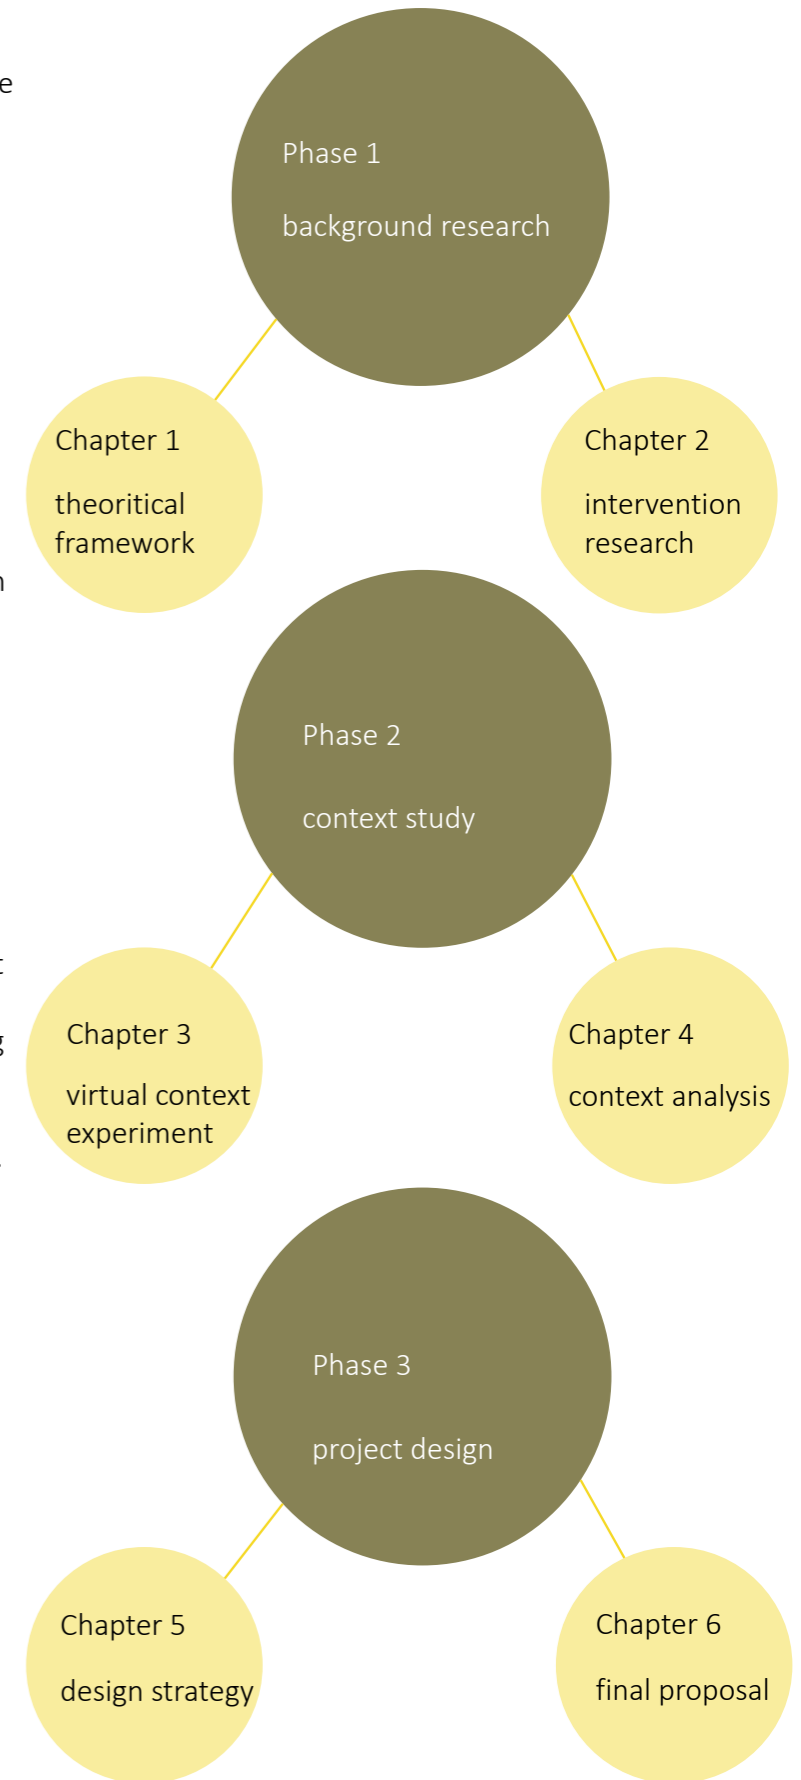 e
Phase 1
background research
Chapter 1
theoritical
framework
Chapter 2
intervention
research
n
Phase 2
context study
t
g
Chapter 3
virtual context
experiment
Chapter 4
context analysis
.
Phase 3
project design
Chapter 5
design strategy
Chapter 6
final proposal